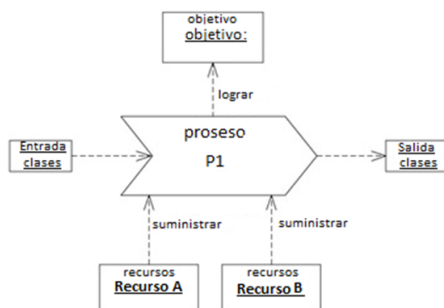 objetivo
objetivo:
lograr
proseso
P1
Entrada
clases
Salida
clases
suministrar
suministrar
recursos
Recurso A
recursos
Recurso B